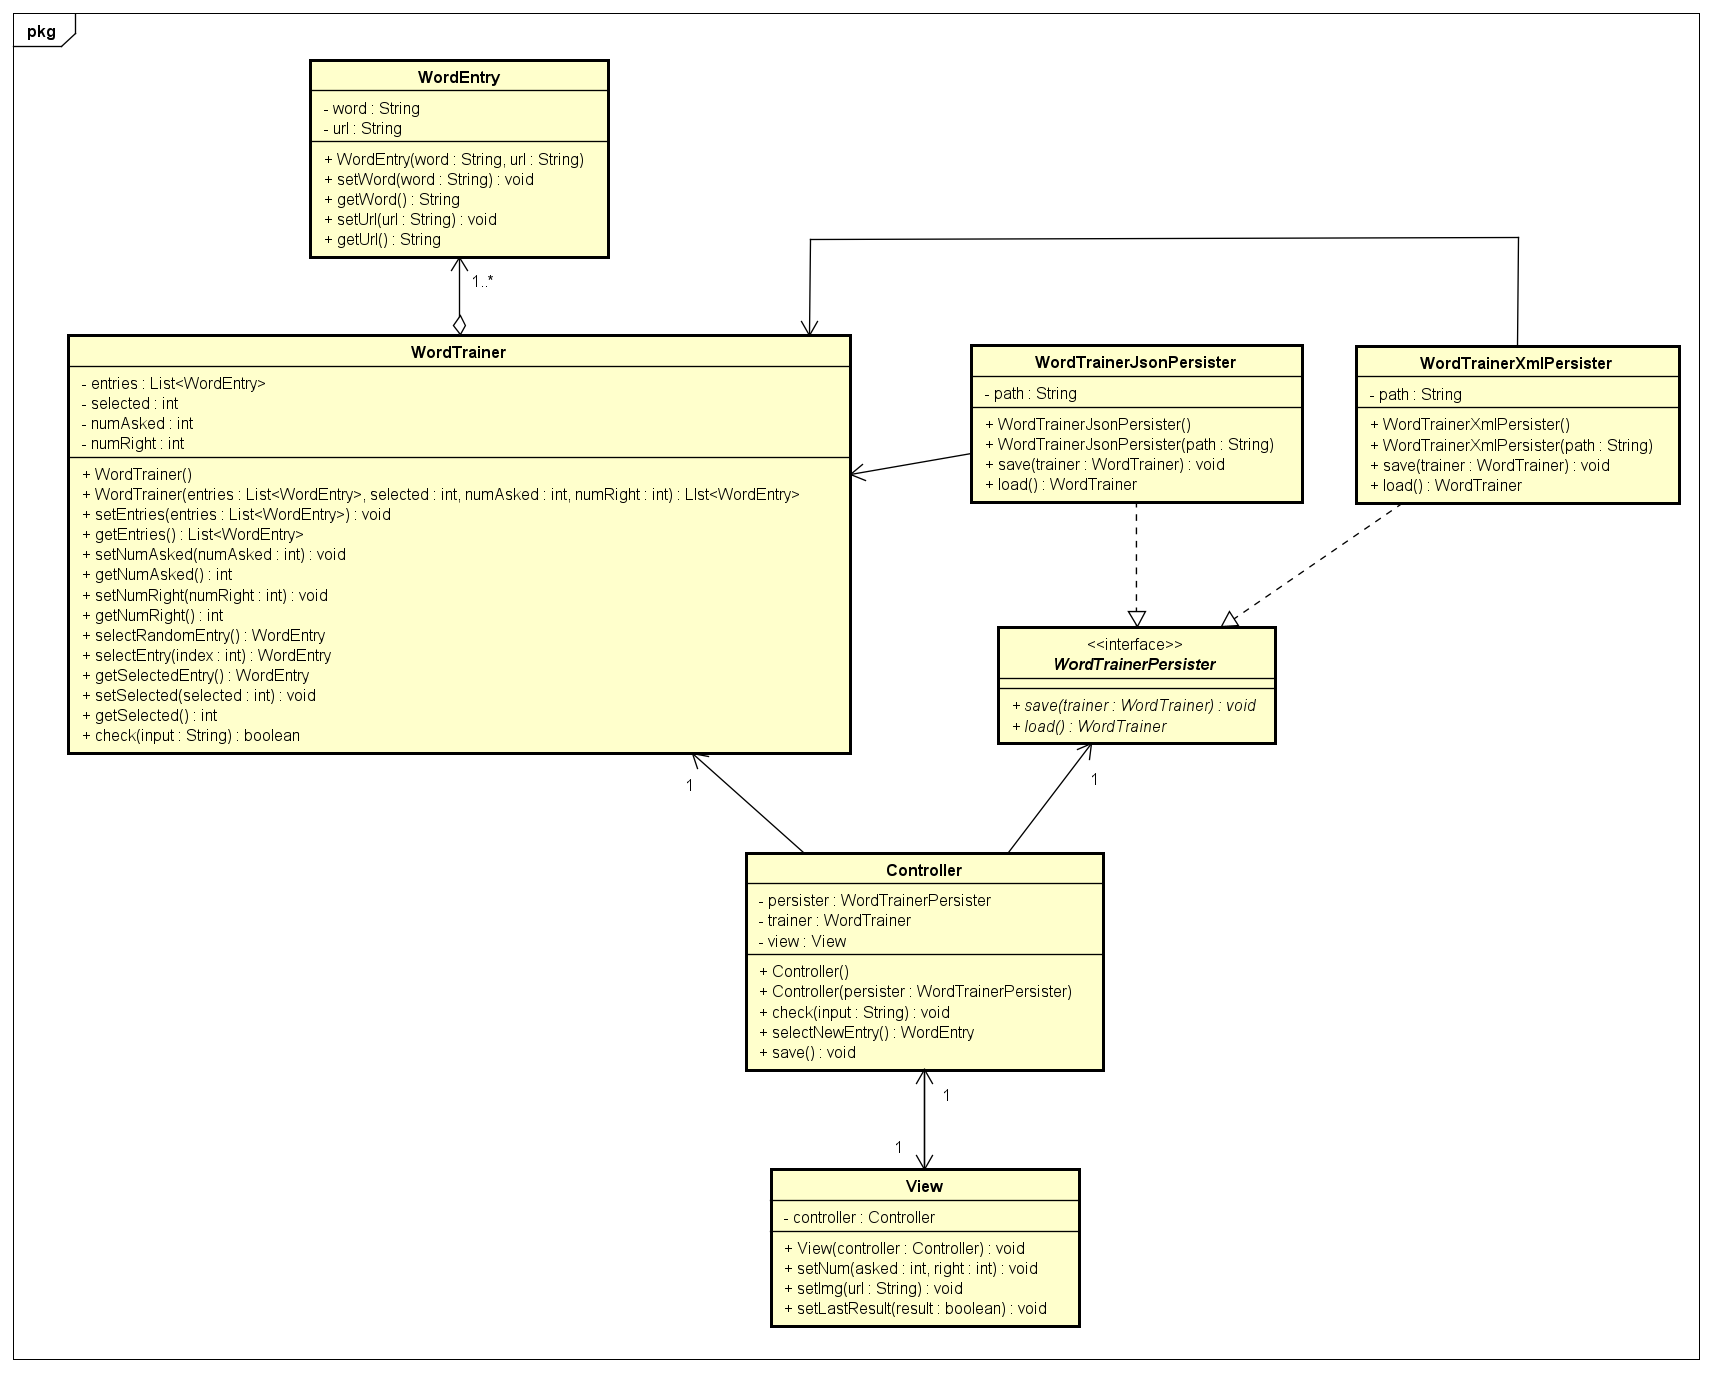 pkg
WordEntry
- word : String
- url : String
+ WordEntry(word : String, url : String)
+ setWord(word : String) : void
+ getWord() : String
+ setUrl(url : String) : void
+ getUrl() : String
1..*
WordTrainer
- entries : List<WordEntry>
- selected : int
- numAsked : int
- numRight : int
+ WordTrainer()
+ WordTrainer(entries : List<WordEntry>, selected : int, numAsked : int, numRight : int) : LIst<WordEntry>
+ setEntries(entries : List<WordEntry>) : void
+ getEntries() : List<WordEntry>
+ setNumAsked(numAsked : int) : void
+ getNumAsked() : int
+ setNumRight(numRight : int) : void
+ getNumRight() : int
+ selectRandomEntry() : WordEntry
+ selectEntry(index : int) : WordEntry
+ getSelectedEntry() : WordEntry
+ setSelected(selected : int) : void
+ getSelected() : int
+ check(input : String) : boolean
WordTrainerJsonPersister
- path : String
+ WordTrainerJsonPersister()
+ WordTrainerJsonPersister(path : String)
+ save(trainer : WordTrainer) : void
+ load() : WordTrainer
WordTrainerXmlPersister
- path : String
+ WordTrainerXmlPersister()
+ WordTrainerXmlPersister(path : String)
+ save(trainer : WordTrainer) : void
+ load() : WordTrainer
<<interface>>
WordTrainerPersister
+ save(trainer : WordTrainer) : void
+ load() : WordTrainer
1
1
Controller
- persister : WordTrainerPersister
- trainer : WordTrainer
- view : View
+ Controller()
+ Controller(persister : WordTrainerPersister)
+ check(input : String) : void
+ selectNewEntry() : WordEntry
+ save() : void
1
1
View
- controller : Controller
+ View(controller : Controller) : void
+ setNum(asked : int, right : int) : void
+ setImg(url : String) : void
+ setLastResult(result : boolean) : void